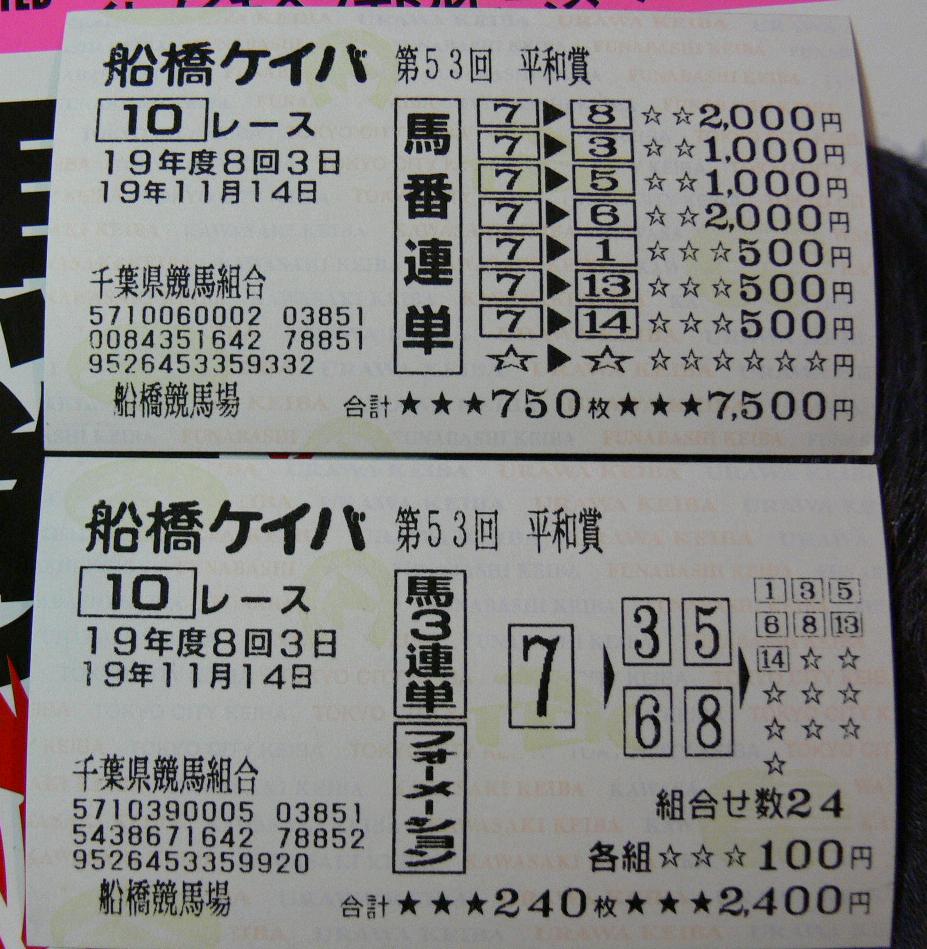 船橋ケイバ 第53回 平和賞
10 レース
19年度8回3日
19年11月14日
馬番連単
7▶8☆☆2,000円
7▶3☆☆1,000円
7▶5☆☆1,000円
7▶6☆☆2,000円
7▶1☆☆☆500円
7▶13☆☆☆500円
7▶14☆☆☆500円
☆▶☆☆☆☆☆☆☆円
千葉県競馬組合
5710060002 03851
0084351642 78851
9526453359332
船橋競馬場
合計★★★750枚★★★7,500円
船橋ケイバ 第53回 平和賞
10 レース
19年度8回3日
19年11月14日
馬3連単
フォーメーション
7▶3 5 6 8▶
1 3 5
6 8 13
14☆☆
☆☆☆
☆☆☆
☆
千葉県競馬組合
5710390005 03851
5438671642 78852
9526453359920
船橋競馬場
組合せ数24
各組☆☆☆100円
合計★★★240枚★★★2,400円